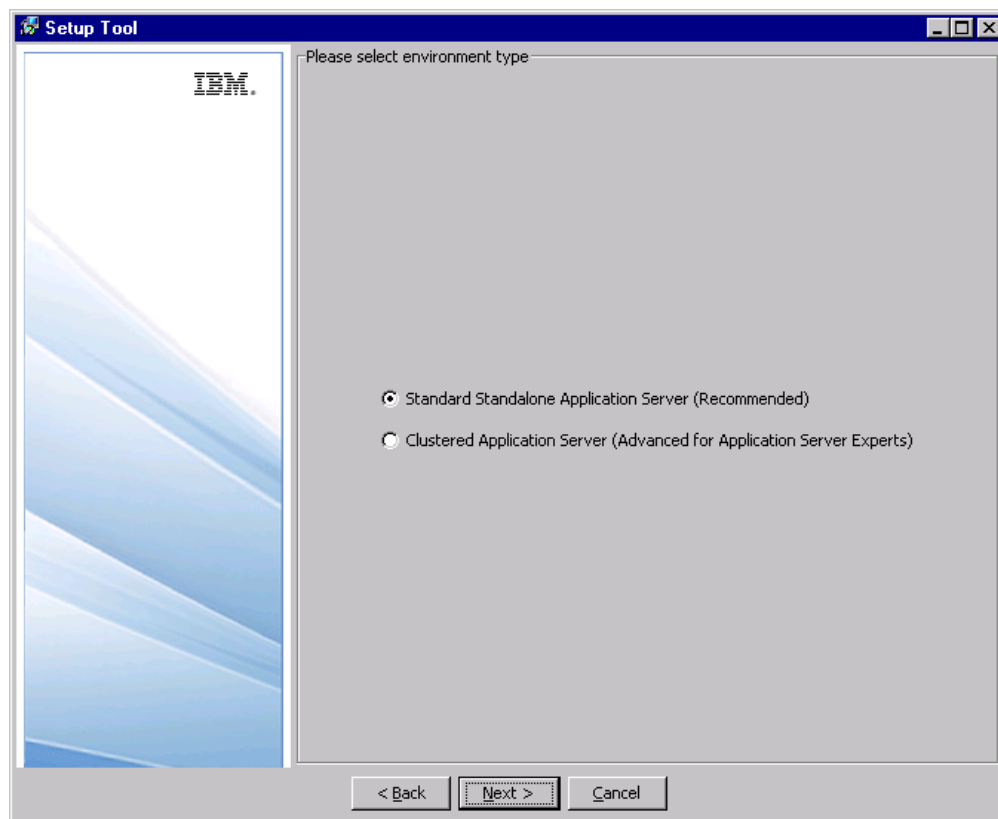 Setup Tool
IBM®
Please select environment type
Standard Standalone Application Server (Recommended)
Clustered Application Server (Advanced for Application Server Experts)
< Back
Next >
Cancel